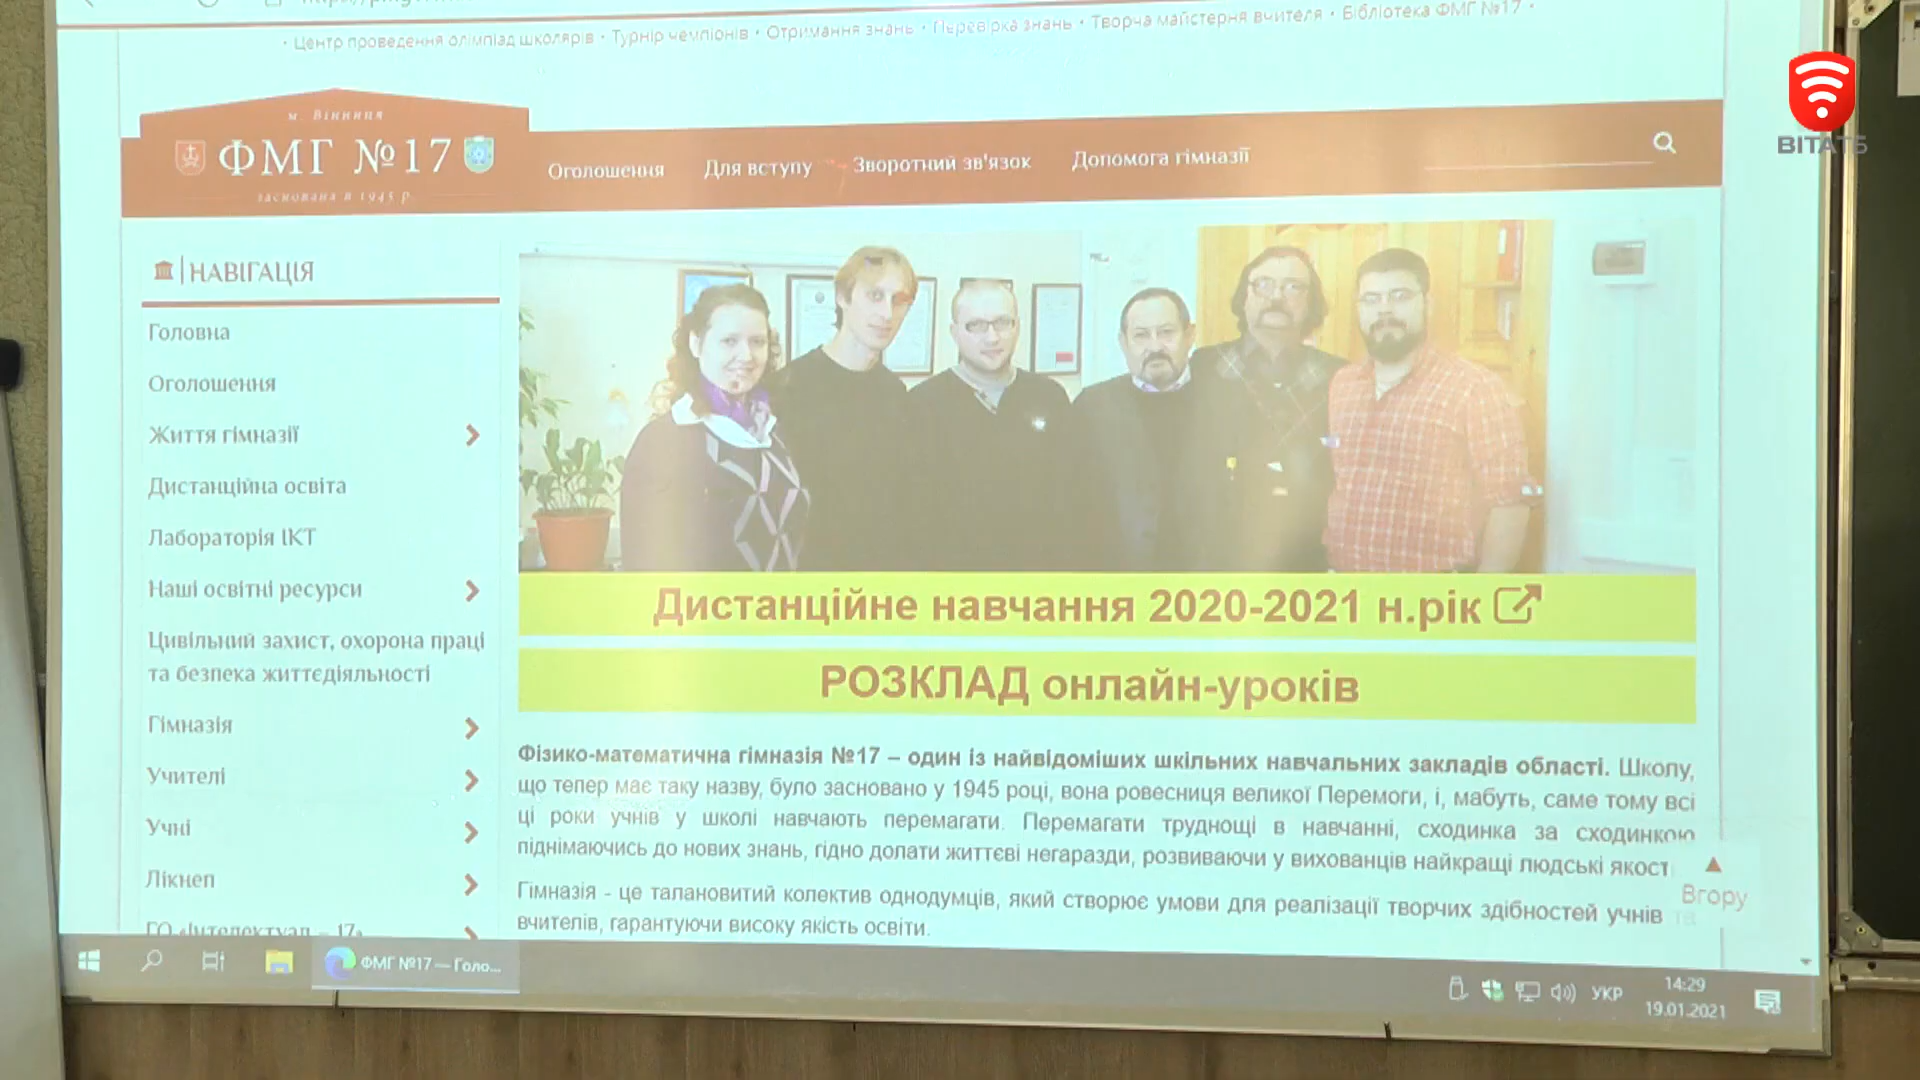 • Центр проведення олімпіад школярів • Турнір чемпіонів • Отримання знань • Перевірка знань • Творча майстерня вчителя • Бібліотека ФМГ №17 •
ВІТАТБ
м. Вінниця
ФМГ №17
заснована в 1945 р.
Оголошення Для вступу Зворотний зв'язок Допомога гімназії
НАВІГАЦІЯ
Головна
Оголошення
Життя гімназії
Дистанційна освіта
Лабораторія ІКТ
Наші освітні ресурси
Цивільний захист, охорона праці
та безпека життєдіяльності
Гімназія
Учителі
Учні
Лікнеп
ГО «Інтелектуал – 17»
Дистанційне навчання 2020-2021 н.рік
РОЗКЛАД онлайн-уроків
Фізико-математична гімназія №17 – один із найвідоміших шкільних навчальних закладів області. Школу,
що тепер має таку назву, було засновано у 1945 році, вона ровесниця великої Перемоги, і, мабуть, саме тому всі
ці роки учнів у школі навчають перемагати. Перемагати труднощі в навчанні, сходинка за сходинкою
піднімаючись до нових знань, гідно долати життєві негаразди, розвиваючи у вихованців найкращі людські якост
Гімназія - це талановитий колектив однодумців, який створює умови для реалізації творчих здібностей учнів та
вчителів, гарантуючи високу якість освіти.
Вгору
ФМГ №17 — Голо...
УКР
14:29
19.01.2021